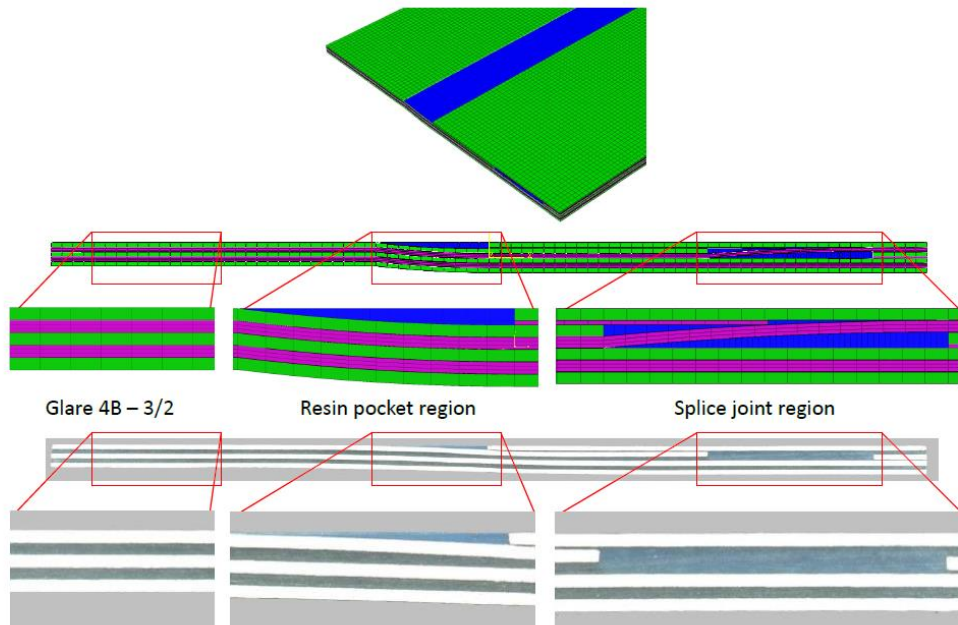 Glare 4B – 3/2
Resin pocket region
Splice joint region